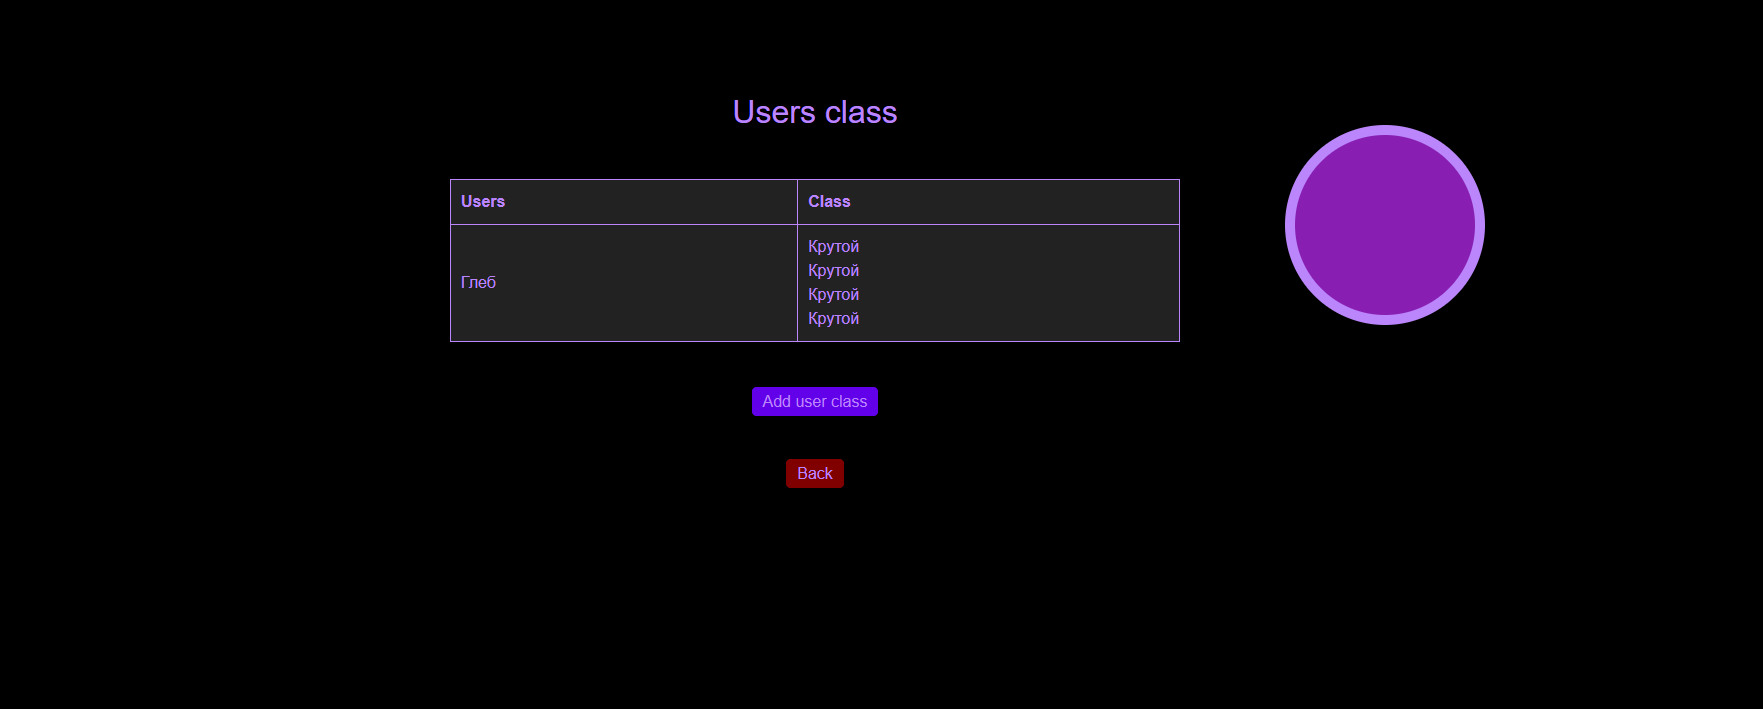 Users class
Users Class
Глеб
Крутой
Крутой
Крутой
Крутой
Add user class
Back